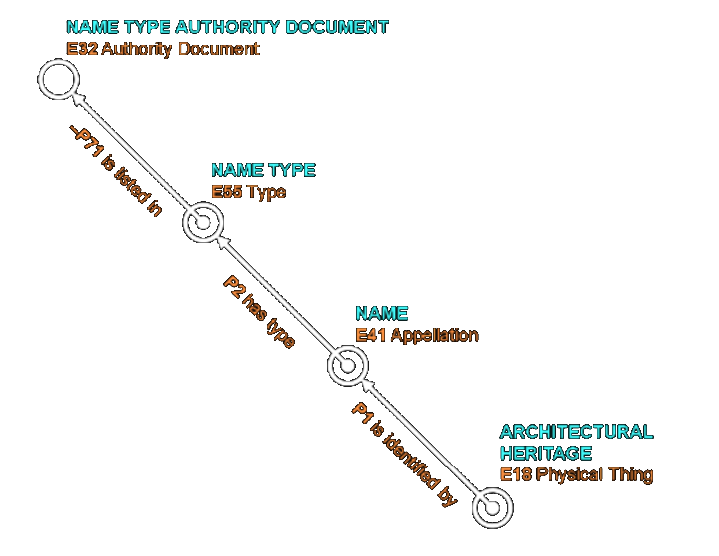 NAME TYPE AUTHORITY DOCUMENT
E32 Authority Document
-P71 is listed in
NAME TYPE
E55 Type
P2 has type
NAME
E41 Appellation
P1 is identified by
ARCHITECTURAL
HERITAGE
E18 Physical Thing